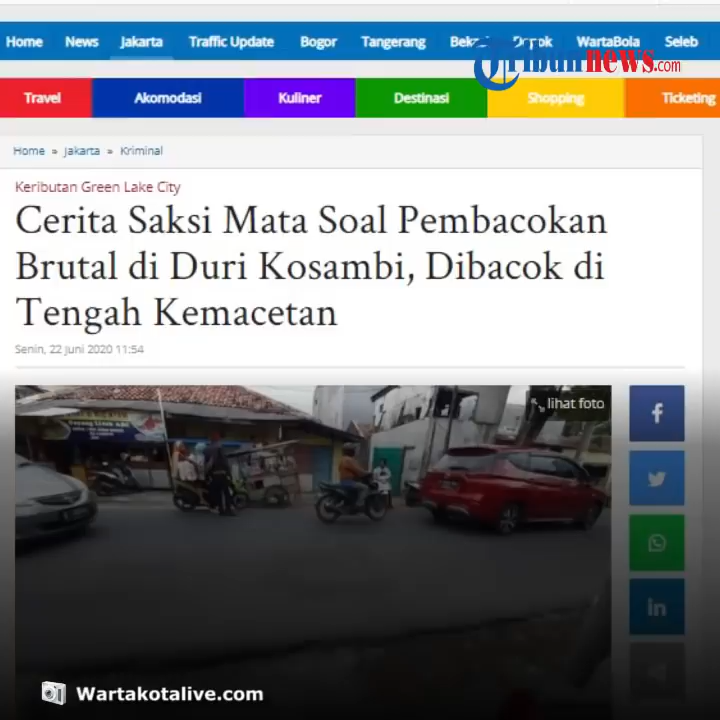 Home News Jakarta Traffic Update Bogor Tangerang Depok WartaBola Seleb
Tribunnews.com
Travel Akomodasi Kuliner Destinasi Shopping Ticketing
Home » Jakarta » Kriminal
Keributan Green Lake City
Cerita Saksi Mata Soal Pembacokan
Brutal di Duri Kosambi, Dibacok di
Tengah Kemacetan
Senin, 22 Juni 2020 11:54
lihat foto
Wartakotalive.com